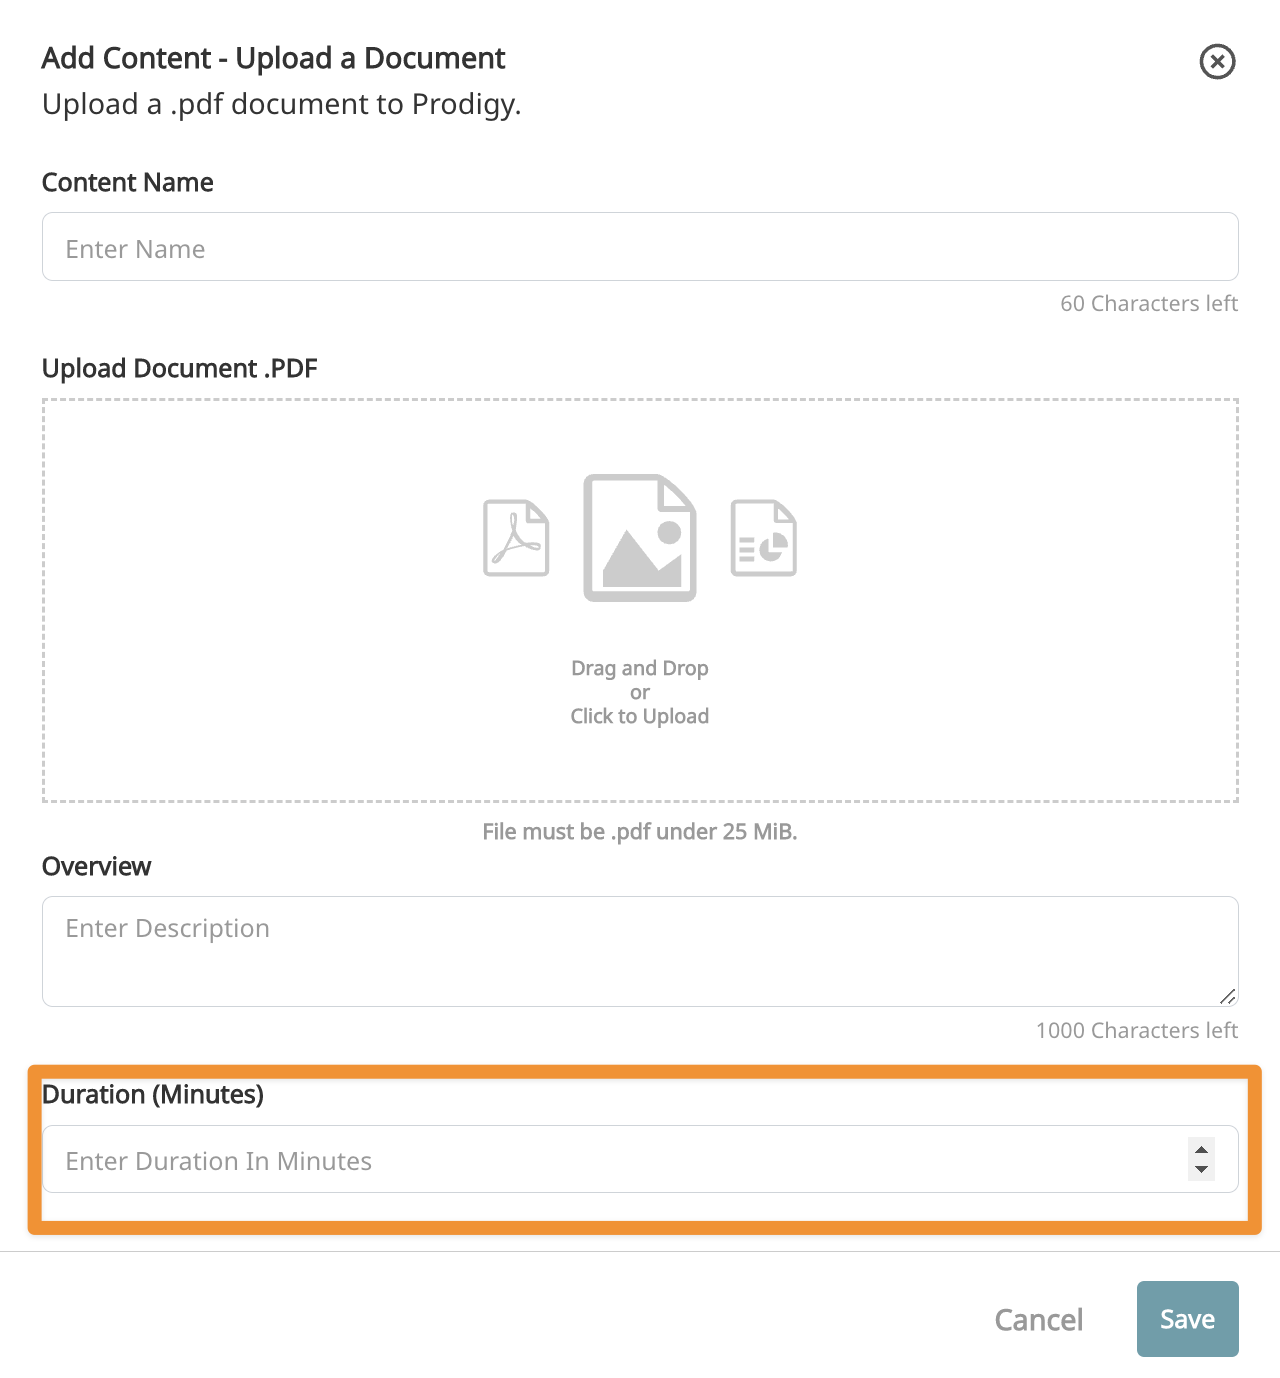 Add Content - Upload a Document
Upload a .pdf document to Prodigy.
Content Name
Enter Name
60 Characters left
Upload Document .PDF
Drag and Drop
or
Click to Upload
File must be .pdf under 25 MiB.
Overview
Enter Description
1000 Characters left
Duration (Minutes)
Enter Duration In Minutes
Cancel
Save